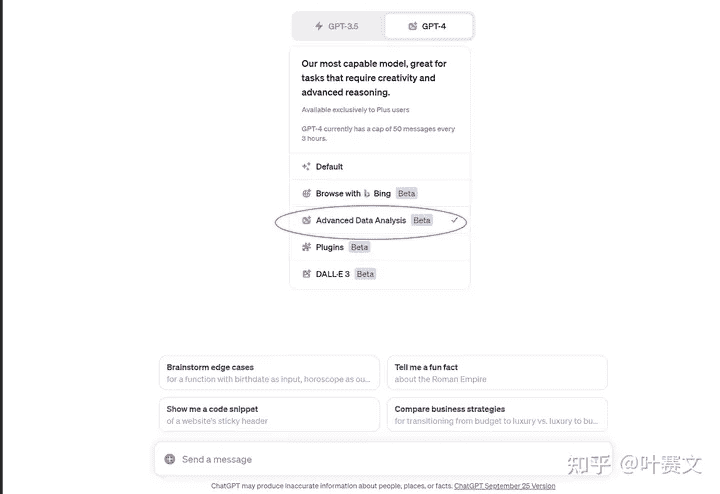 GPT-3.5
GPT-4
Our most capable model, great for
tasks that require creativity and
advanced reasoning.
Available exclusively to Plus users
GPT-4 currently has a cap of 50 messages every
3 hours.
Default
Browse with Bing Beta
Advanced Data Analysis Beta
Plugins Beta
DALL·E 3 Beta
Brainstorm edge cases
for a function with birthdate as input, horoscope as ou...
Tell me a fun fact
about the Roman Empire
Show me a code snippet
of a website's sticky header
Compare business strategies
for transitioning from budget to luxury vs. luxury to bu...
Send a message
知乎 @叶赛文
ChatGPT may produce inaccurate information about people, places, or facts. ChatGPT September 25 Version